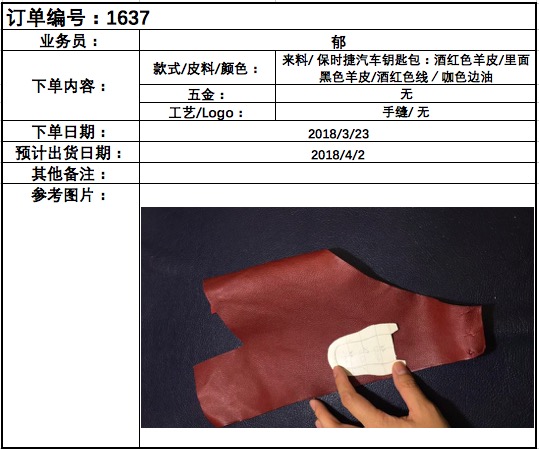 订单编号：1637
业务员： 郁
下单内容： 款式/皮料/颜色： 来料/ 保时捷汽车钥匙包：酒红色羊皮/里面
黑色羊皮/酒红色线／咖色边油
五金： 无
工艺/Logo： 手缝/ 无
下单日期： 2018/3/23
预计出货日期： 2018/4/2
其他备注：
参考图片：